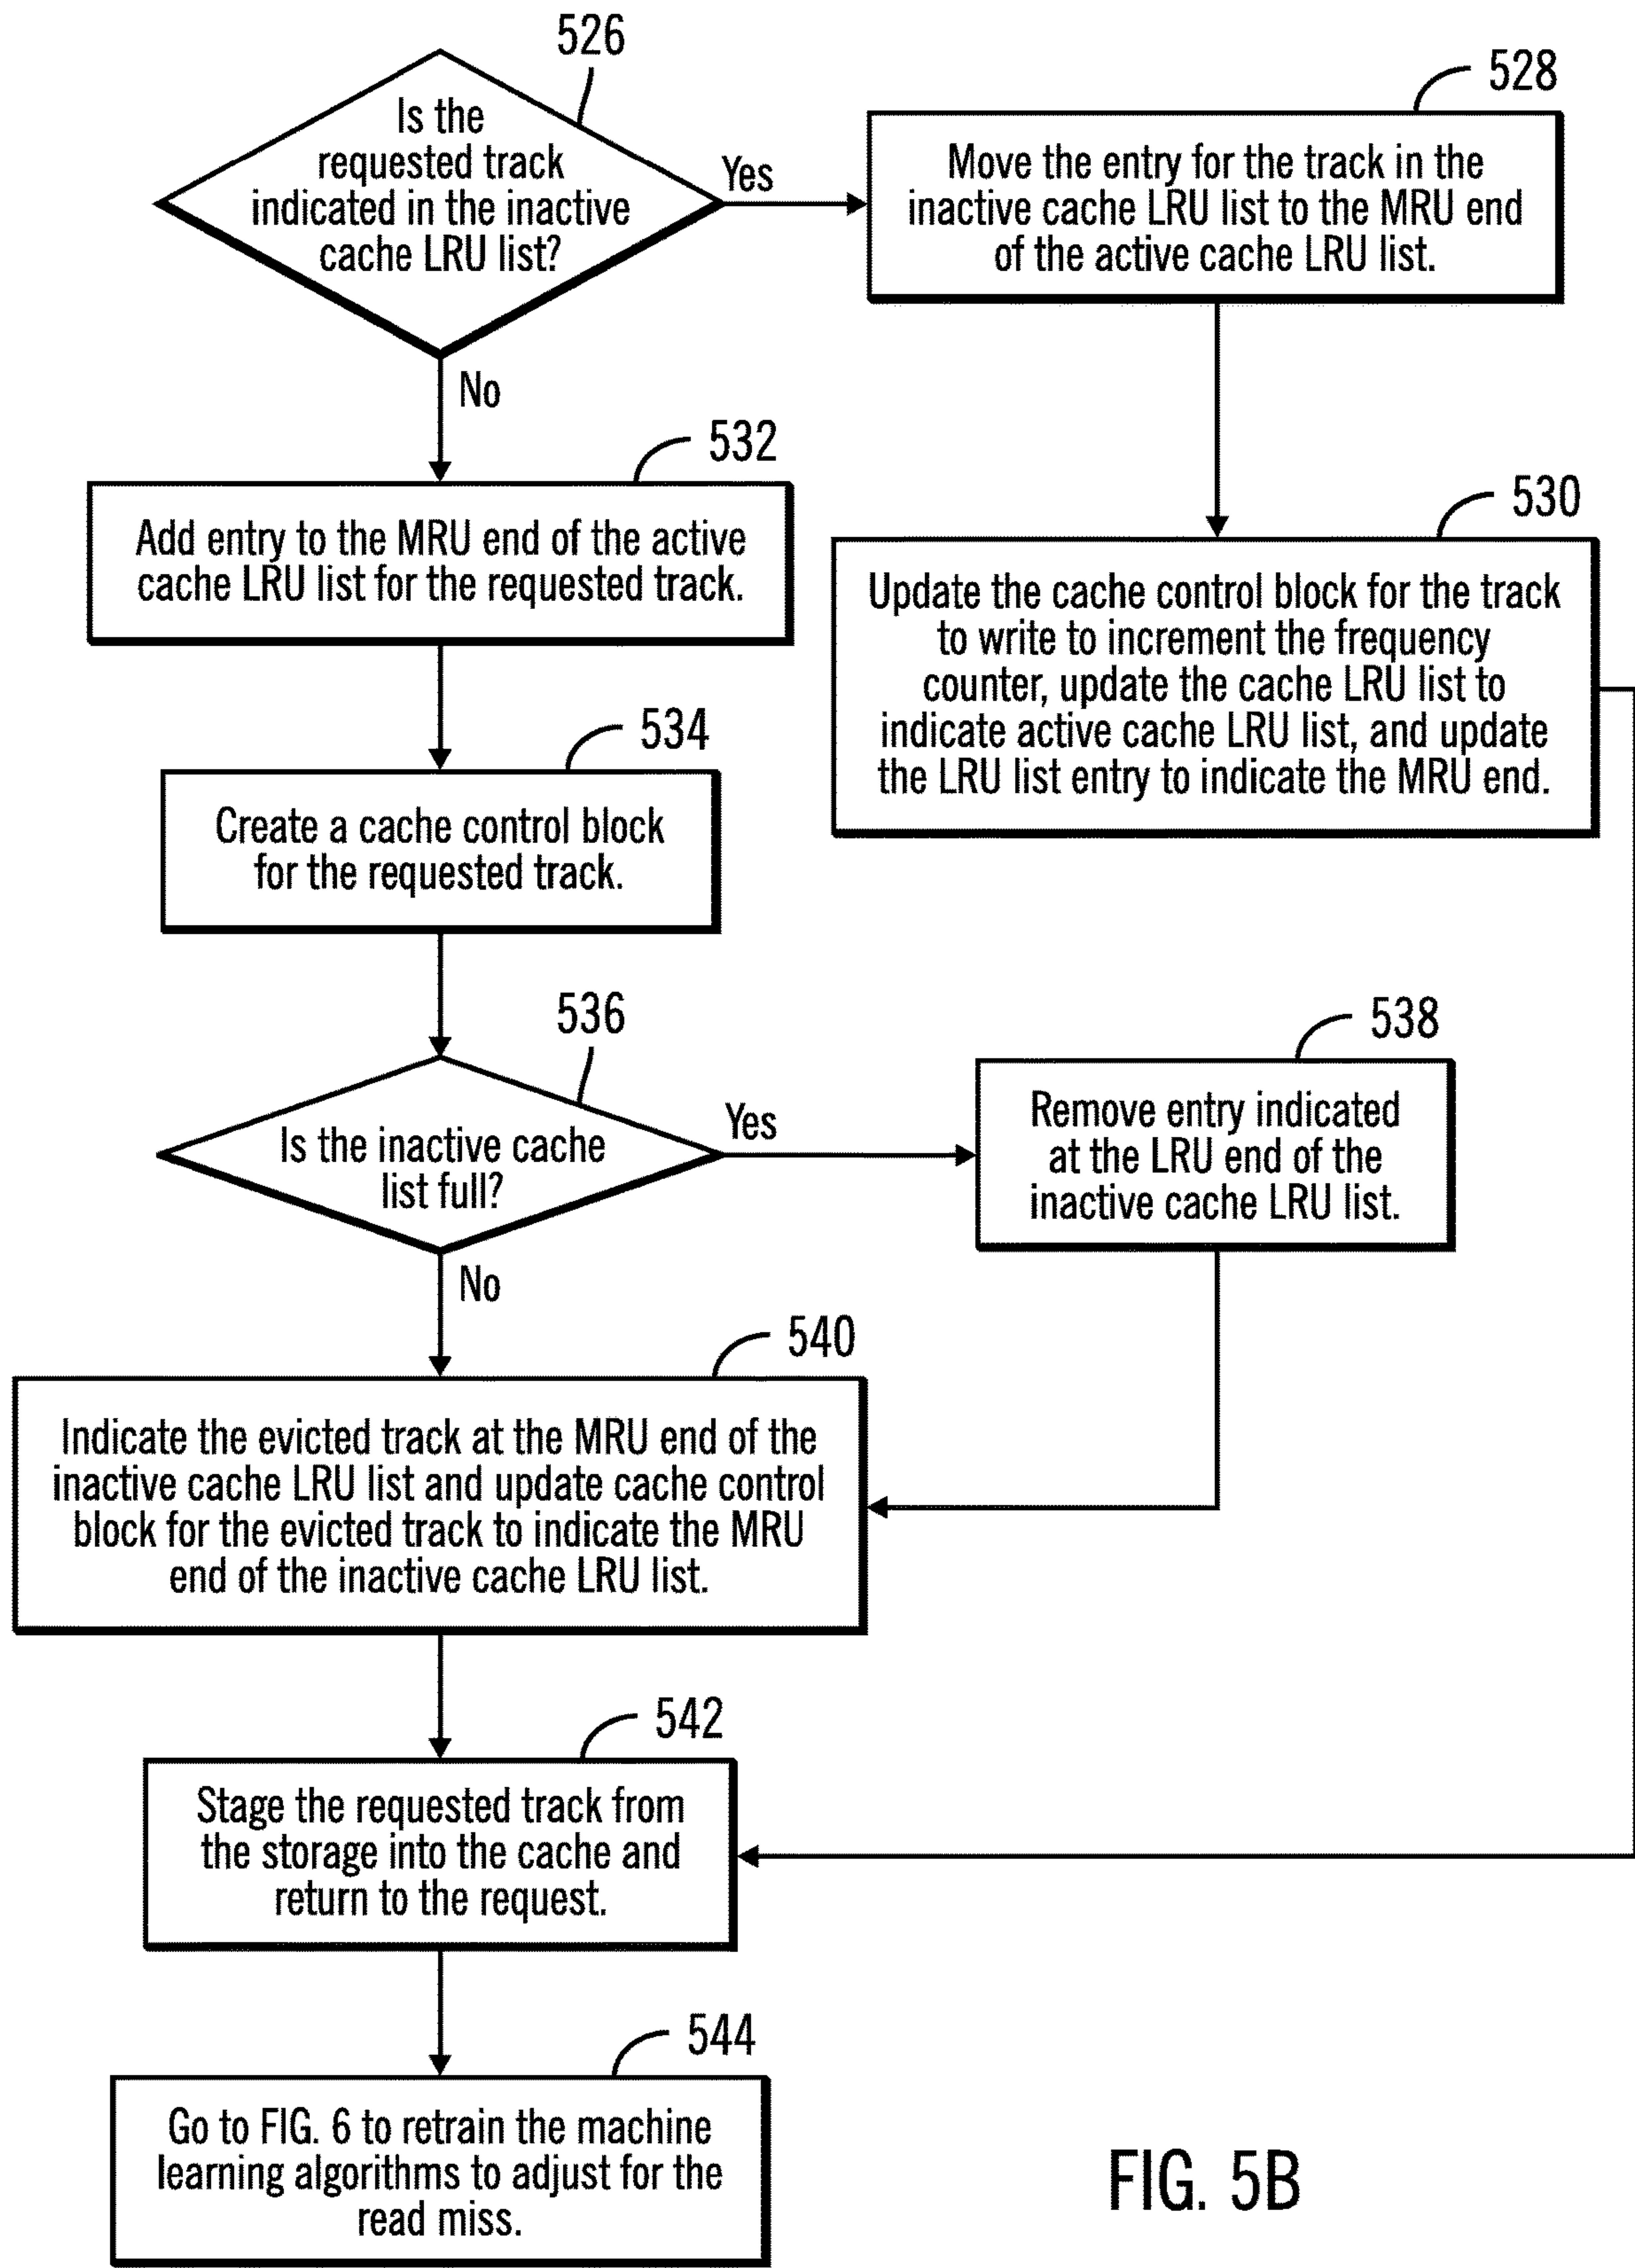 526
Is the
requested track
indicated in the inactive
cache LRU list?
Yes
528
Move the entry for the track in the
inactive cache LRU list to the MRU end
of the active cache LRU list.
No
530
Update the cache control block for the track
to write to increment the frequency
counter, update the cache LRU list to
indicate active cache LRU list, and update
the LRU list entry to indicate the MRU end.
532
Add entry to the MRU end of the active
cache LRU list for the requested track.
534
Create a cache control block
for the requested track.
536
Is the inactive cache
list full?
Yes
538
Remove entry indicated
at the LRU end of the
inactive cache LRU list.
No
540
Indicate the evicted track at the MRU end of the
inactive cache LRU list and update cache control
block for the evicted track to indicate the MRU
end of the inactive cache LRU list.
542
Stage the requested track from
the storage into the cache and
return to the request.
544
Go to FIG. 6 to retrain the machine
learning algorithms to adjust for the
read miss.
FIG. 5B